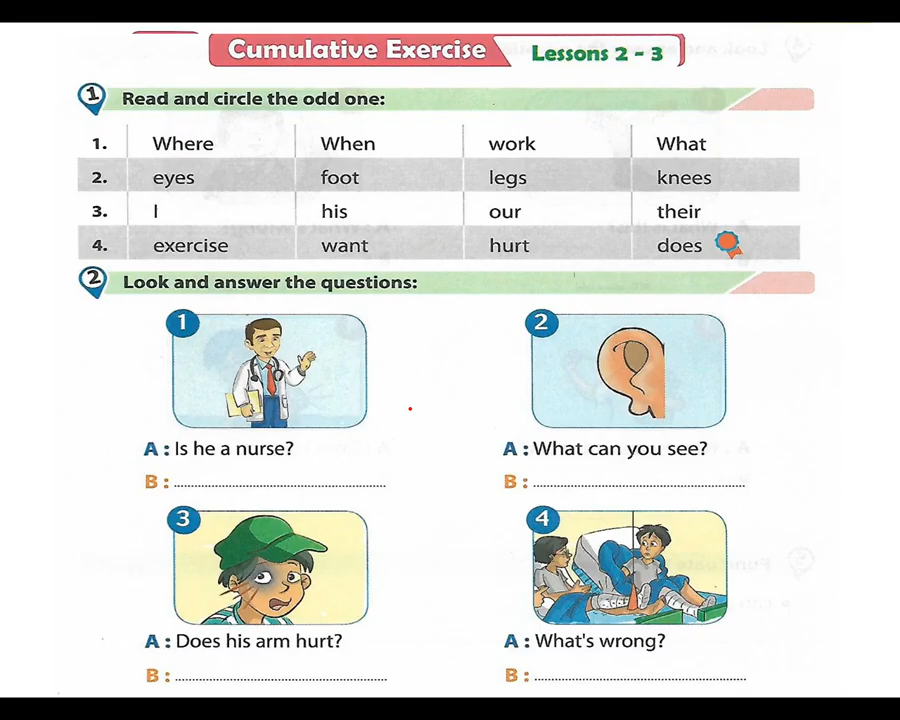 Cumulative Exercise Lessons 2 - 3
1 Read and circle the odd one:
1. Where When work What
2. eyes foot legs knees
3. I his our their
4. exercise want hurt does
2 Look and answer the questions:
1 2
A : Is he a nurse? A : What can you see?
B : B :
3 4
A : Does his arm hurt? A : What's wrong?
B : B :